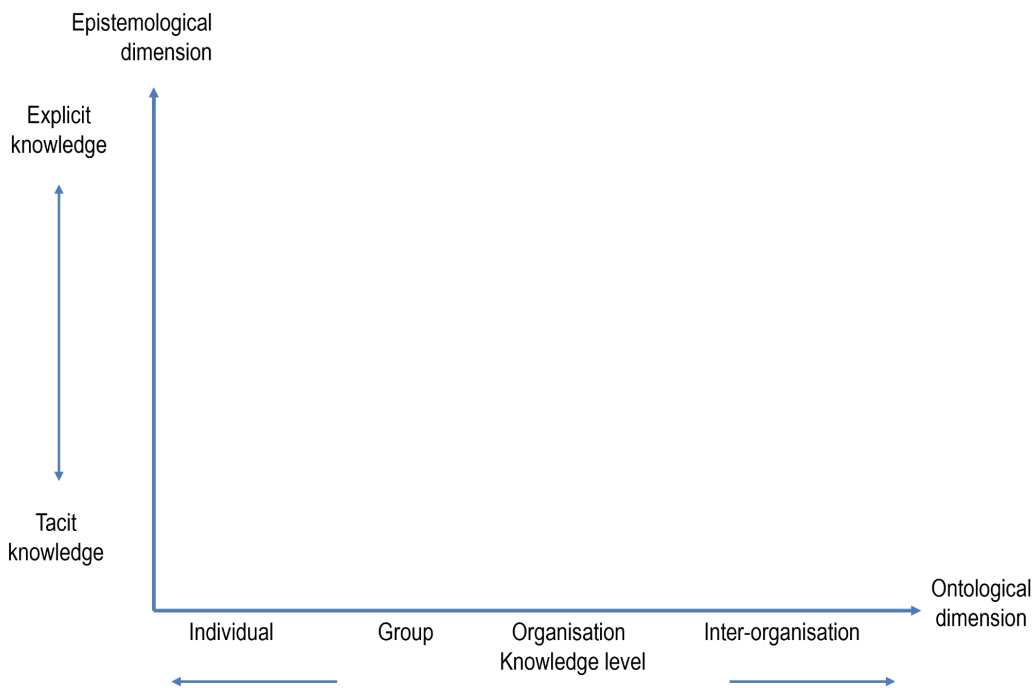 Epistemological
dimension
Explicit
knowledge
Tacit
knowledge
Ontological
dimension
Individual
Group
Organisation
Inter-organisation
Knowledge level